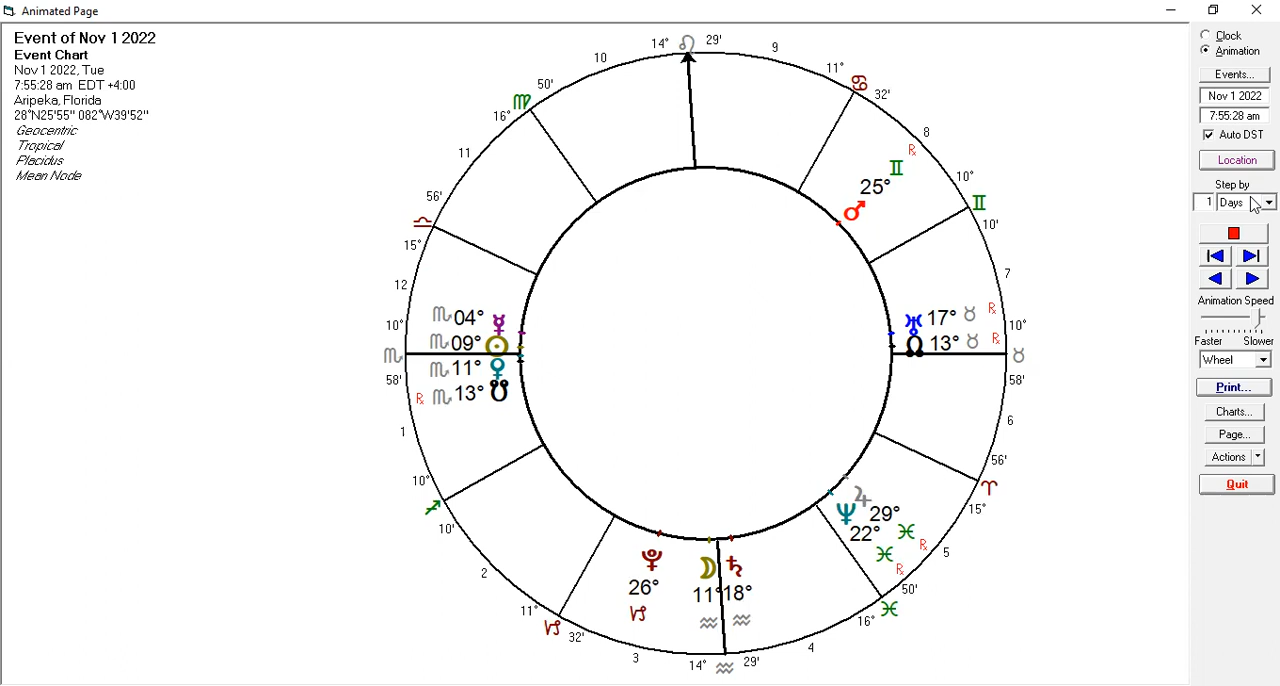 Animated Page
Event of Nov 1 2022
Event Chart
Nov 1 2022, Tue
7:55:28 am EDT +4:00
Aripeka, Florida
28°N25'55" 082°W39'52"
Geocentric
Tropical
Placidus
Mean Node
14° ♌ 29'
9
11° ♋ 32'
8
10° ♊ 10'
7
10° ♉ 58'
6
56' ♈ 15°
5
50' ♓ 16°
4
14° ♒ 29'
3
11° ♑ 32'
2
10° ♐ 10'
1
10° ♏ 58'
12
56' ♎ 15°
11
16° ♍ 50'
10
♂ 25° ♊ ℞
♅ 17° ♉ ℞
☊ 13° ♉ ℞
♃ 29° ♓ ℞
♆ 22° ♓ ℞
♄ 18° ♒
☽ 11° ♒
♇ 26° ♑
♏ 04° ☿
♏ 09° ☉
♏ 11° ♀
℞ ♏ 13° ☋
Clock
Animation
Events...
Nov 1 2022
7:55:28 am
Auto DST
Location
Step by
1 Days
Animation Speed
Faster Slower
Wheel
Print...
Charts...
Page...
Actions
Quit